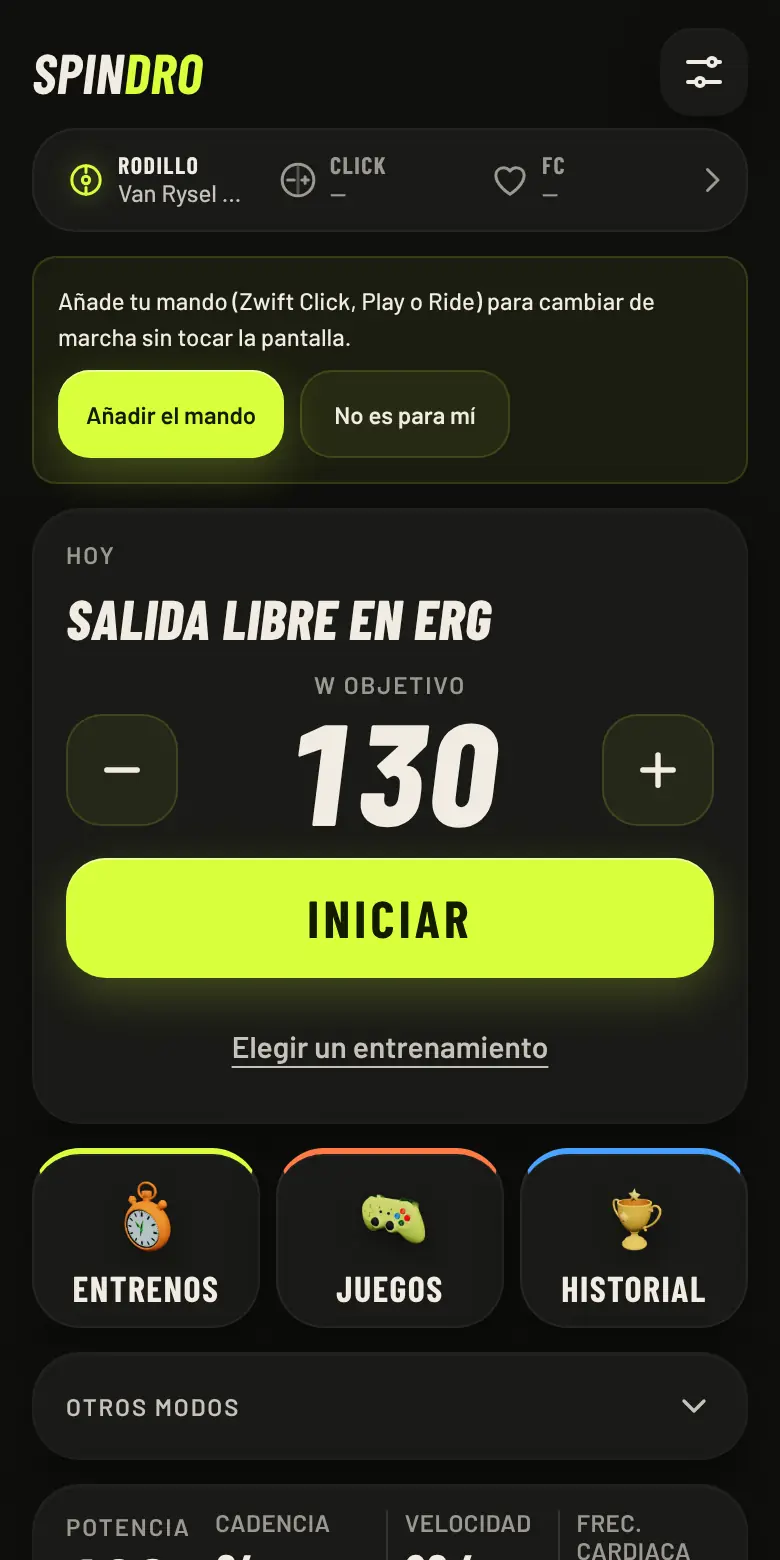 SPINDRO
RODILLO
Van Rysel ...
CLICK
–
FC
–
Añade tu mando (Zwift Click, Play o Ride) para cambiar de
marcha sin tocar la pantalla.
Añadir el mando
No es para mí
HOY
SALIDA LIBRE EN ERG
W OBJETIVO
130
INICIAR
Elegir un entrenamiento
ENTRENOS
JUEGOS
HISTORIAL
OTROS MODOS
POTENCIA
CADENCIA
VELOCIDAD
FREC.
CARDIACA